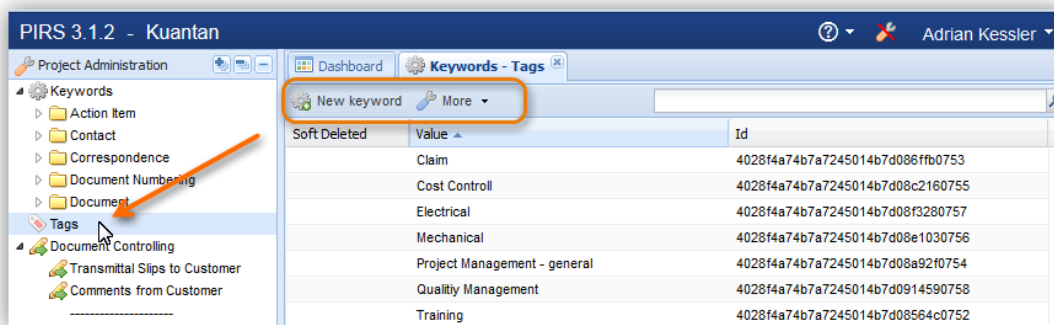 PIRS 3.1.2 - Kuantan
Adrian Kessler
Project Administration
Dashboard
Keywords - Tags
Keywords
Action Item
Contact
Correspondence
Document Numbering
Document
Tags
Document Controlling
Transmittal Slips to Customer
Comments from Customer
---------------------
New keyword
More
Soft Deleted Value Id
Claim 4028f4a74b7a7245014b7d086ffb0753
Cost Controll 4028f4a74b7a7245014b7d08c2160755
Electrical 4028f4a74b7a7245014b7d08f3280757
Mechanical 4028f4a74b7a7245014b7d08e1030756
Project Management - general 4028f4a74b7a7245014b7d08a92f0754
Qualitiy Management 4028f4a74b7a7245014b7d0914590758
Training 4028f4a74b7a7245014b7d08564c0752